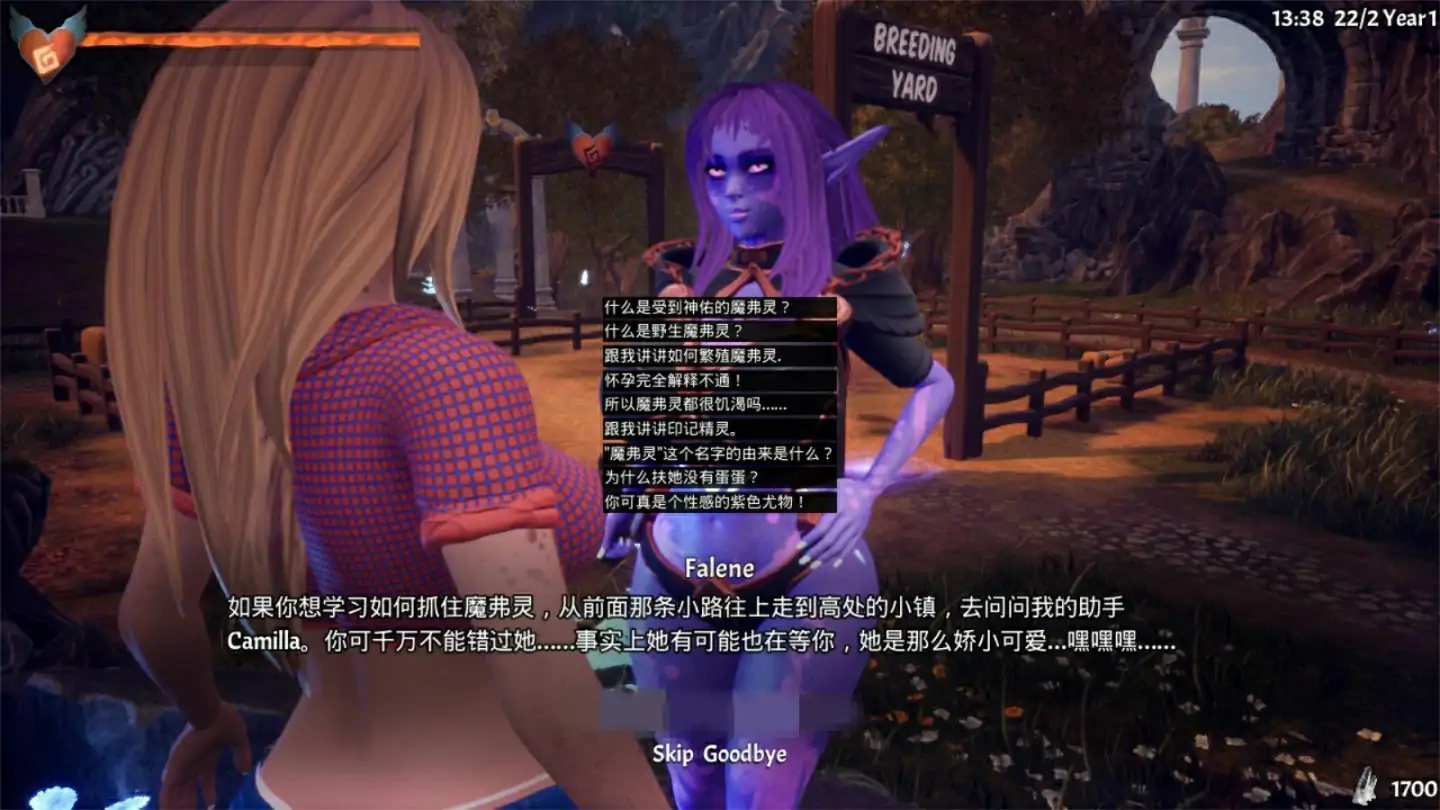 13:38 22/2 Year1
BREEDING
YARD
什么是受到神佑的魔弗灵？
什么是野生魔弗灵？
跟我讲讲如何繁殖魔弗灵.
怀孕完全解释不通！
所以魔弗灵都很饥渴吗......
跟我讲讲印记精灵。
"魔弗灵"这个名字的由来是什么？
为什么扶她没有蛋蛋？
你可真是个性感的紫色尤物！
Falene
如果你想学习如何抓住魔弗灵，从前面那条小路往上走到高处的小镇，去问问我的助手
Camilla。你可千万不能错过她......事实上她有可能也在等你，她是那么娇小可爱...嘿嘿嘿......
Skip Goodbye
1700